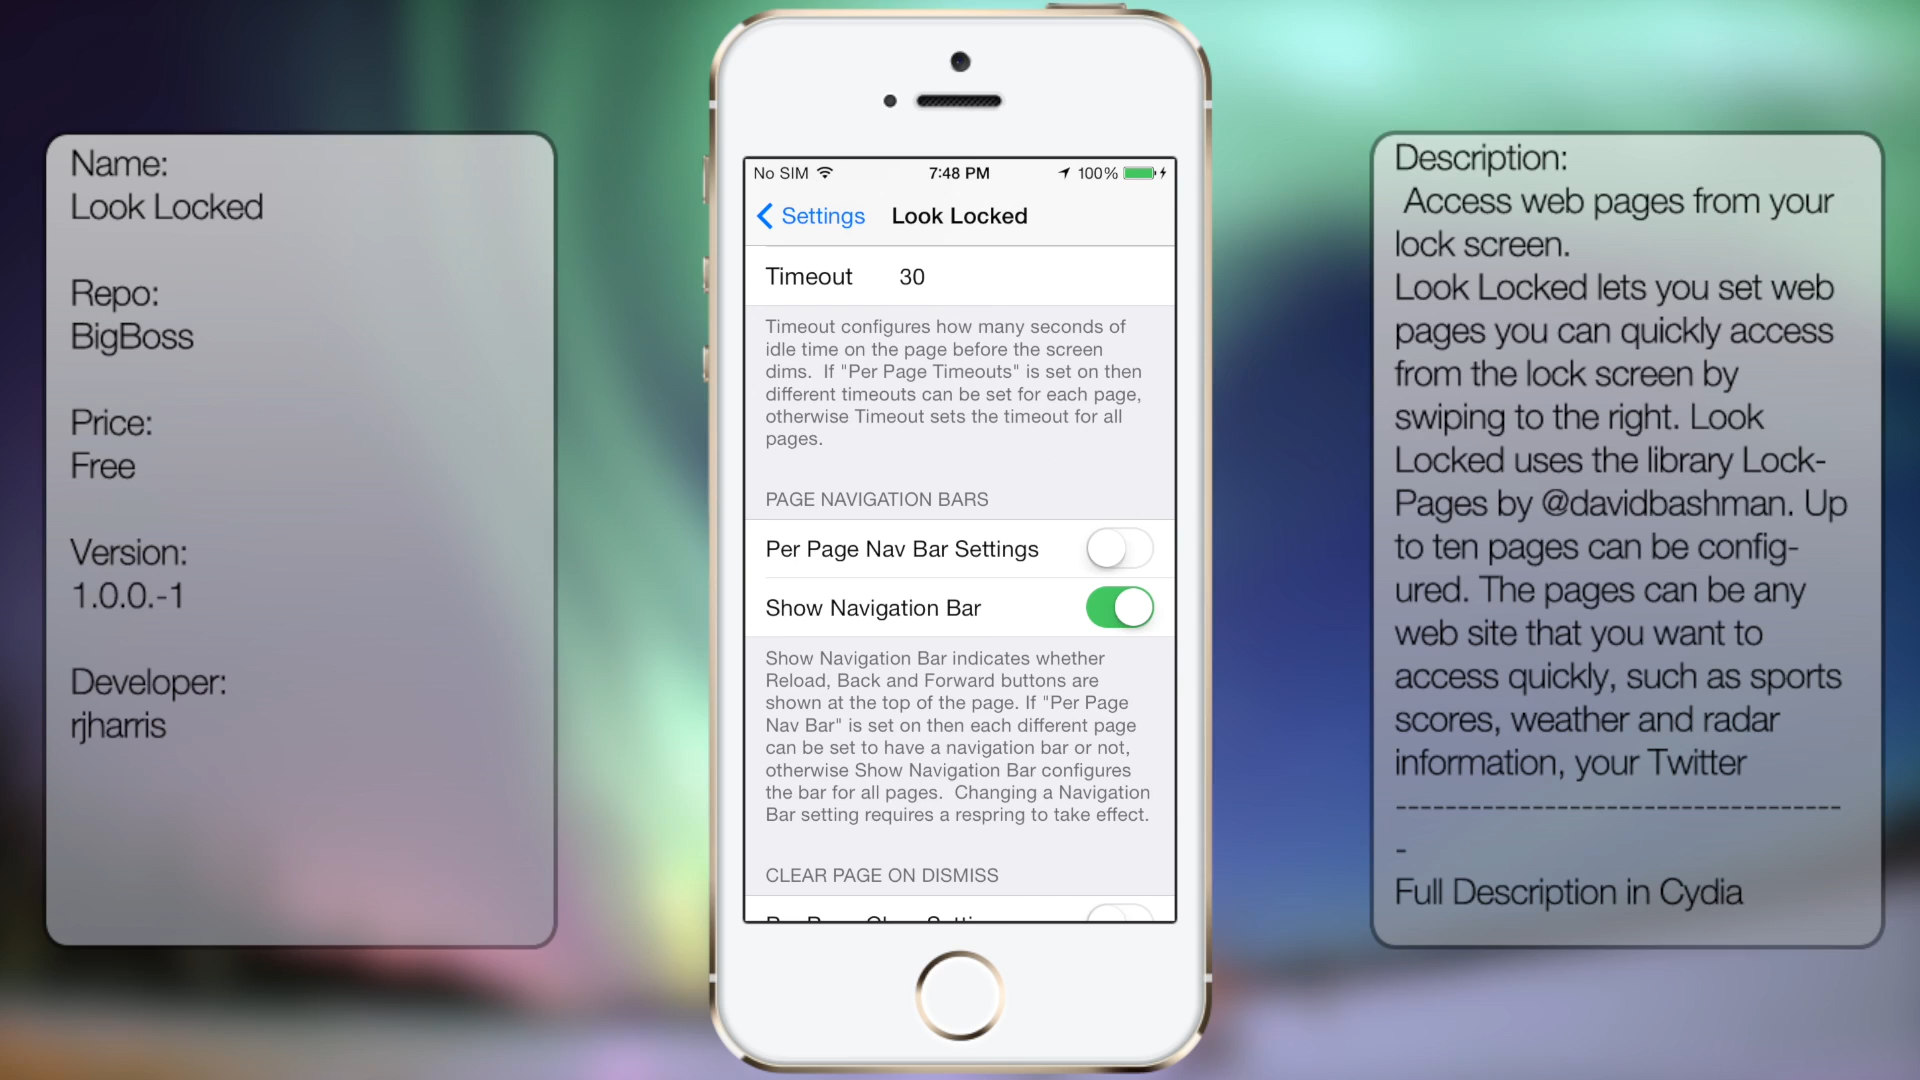 Name:
Look Locked
Repo:
BigBoss
Price:
Free
Version:
1.0.0.-1
Developer:
rjharris
No SIM
7:48 PM
100%
Settings
Look Locked
Timeout 30
Timeout configures how many seconds of
idle time on the page before the screen
dims. If "Per Page Timeouts" is set on then
different timeouts can be set for each page,
otherwise Timeout sets the timeout for all
pages.
PAGE NAVIGATION BARS
Per Page Nav Bar Settings
Show Navigation Bar
Show Navigation Bar indicates whether
Reload, Back and Forward buttons are
shown at the top of the page. If "Per Page
Nav Bar" is set on then each different page
can be set to have a navigation bar or not,
otherwise Show Navigation Bar configures
the bar for all pages. Changing a Navigation
Bar setting requires a respring to take effect.
CLEAR PAGE ON DISMISS
Description:
Access web pages from your
lock screen.
Look Locked lets you set web
pages you can quickly access
from the lock screen by
swiping to the right. Look
Locked uses the library Lock-
Pages by @davidbashman. Up
to ten pages can be config-
ured. The pages can be any
web site that you want to
access quickly, such as sports
scores, weather and radar
information, your Twitter
------------------------------------
-
Full Description in Cydia